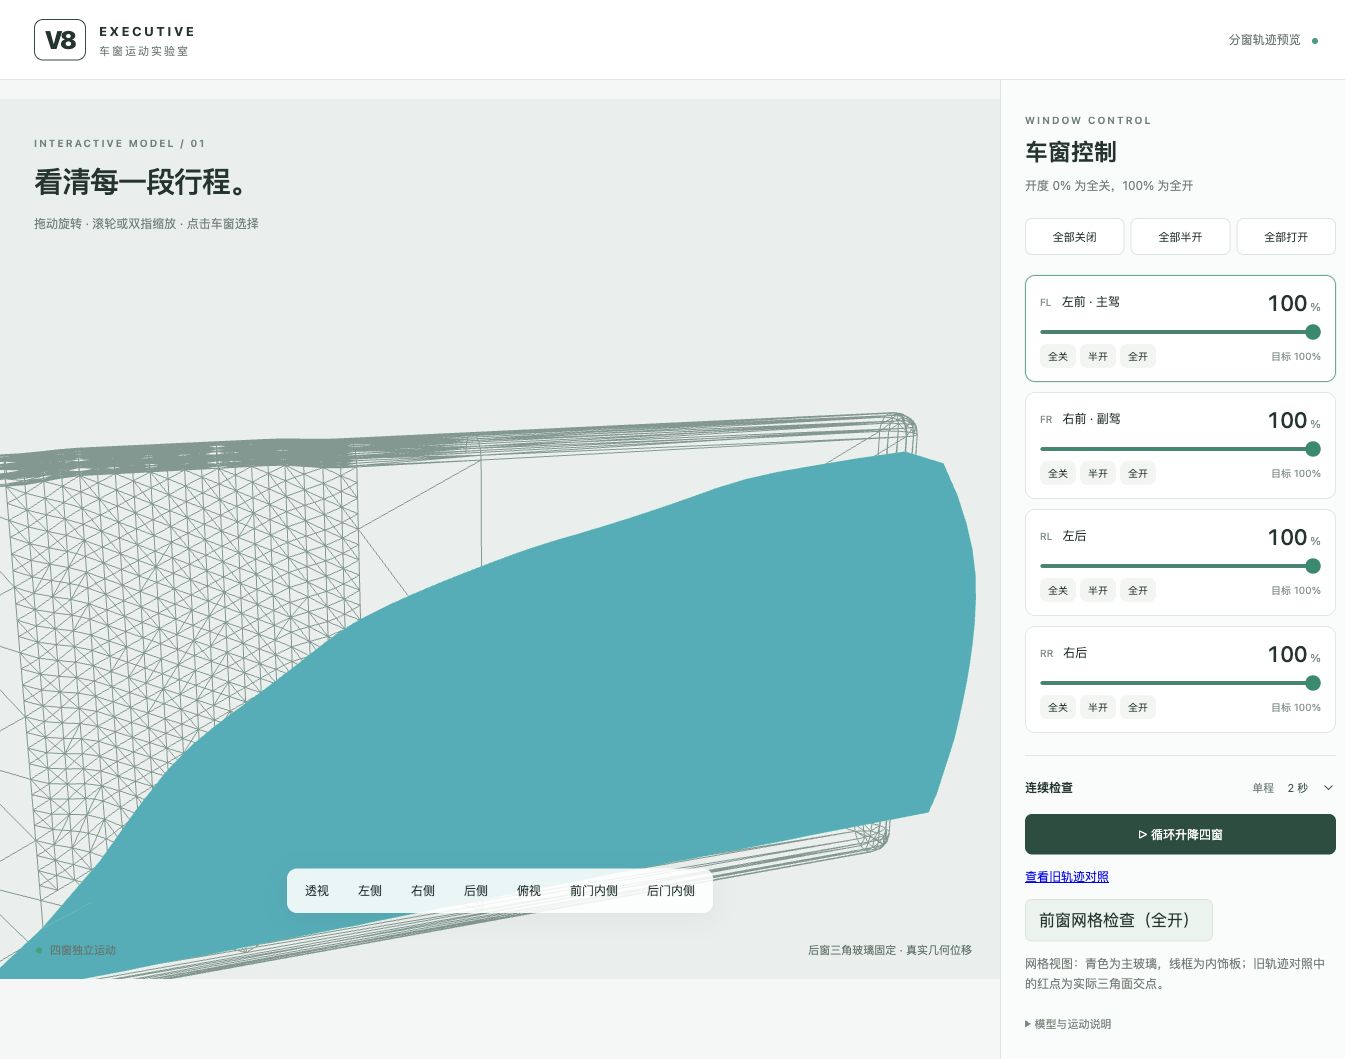 V8 EXECUTIVE
车窗运动实验室
分窗轨迹预览
INTERACTIVE MODEL / 01
看清每一段行程。
拖动旋转 · 滚轮或双指缩放 · 点击车窗选择
透视 左侧 右侧 后侧 俯视 前门内侧 后门内侧
四窗独立运动
后窗三角玻璃固定 · 真实几何位移
WINDOW CONTROL
车窗控制
开度 0% 为全关，100% 为全开
全部关闭 全部半开 全部打开
FL 左前 · 主驾 100 %
全关 半开 全开 目标 100%
FR 右前 · 副驾 100 %
全关 半开 全开 目标 100%
RL 左后 100 %
全关 半开 全开 目标 100%
RR 右后 100 %
全关 半开 全开 目标 100%
连续检查 单程 2 秒
循环升降四窗
查看旧轨迹对照
前窗网格检查（全开）
网格视图：青色为主玻璃，线框为内饰板；旧轨迹对照中
的红点为实际三角面交点。
模型与运动说明